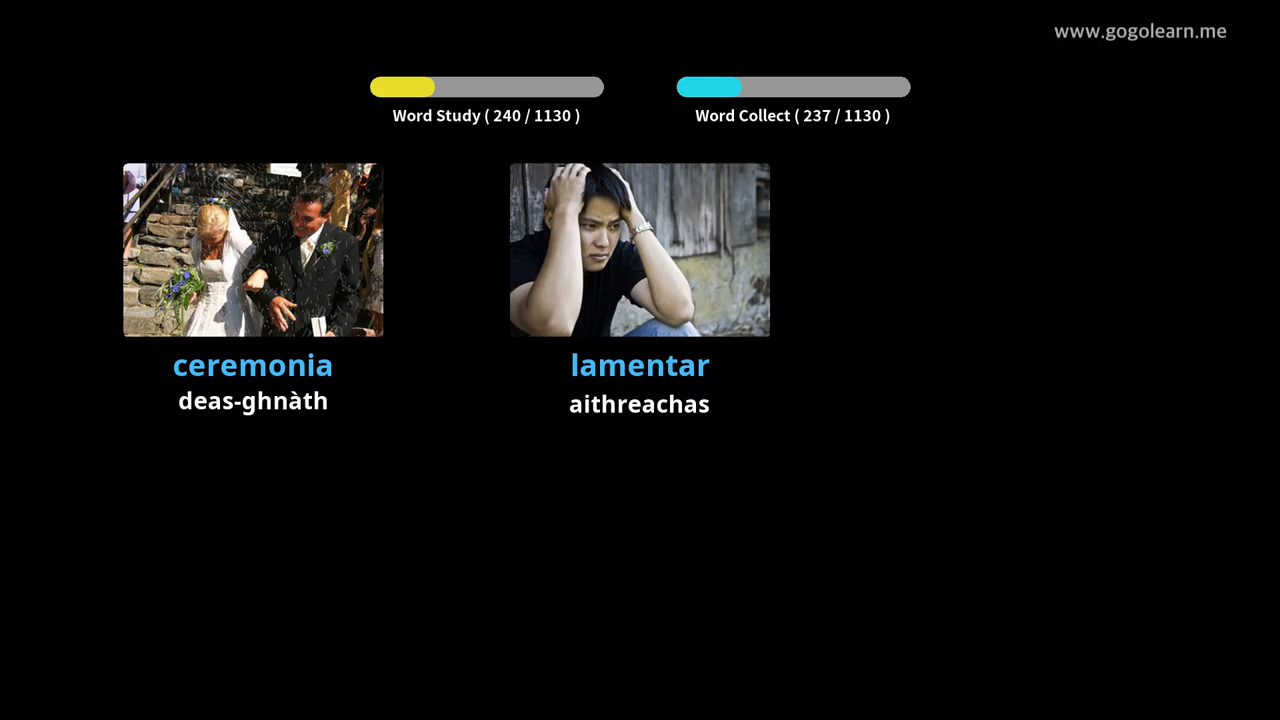 www.gogolearn.me
Word Study ( 240 / 1130 )
Word Collect ( 237 / 1130 )
ceremonia
deas-ghnàth
lamentar
aithreachas